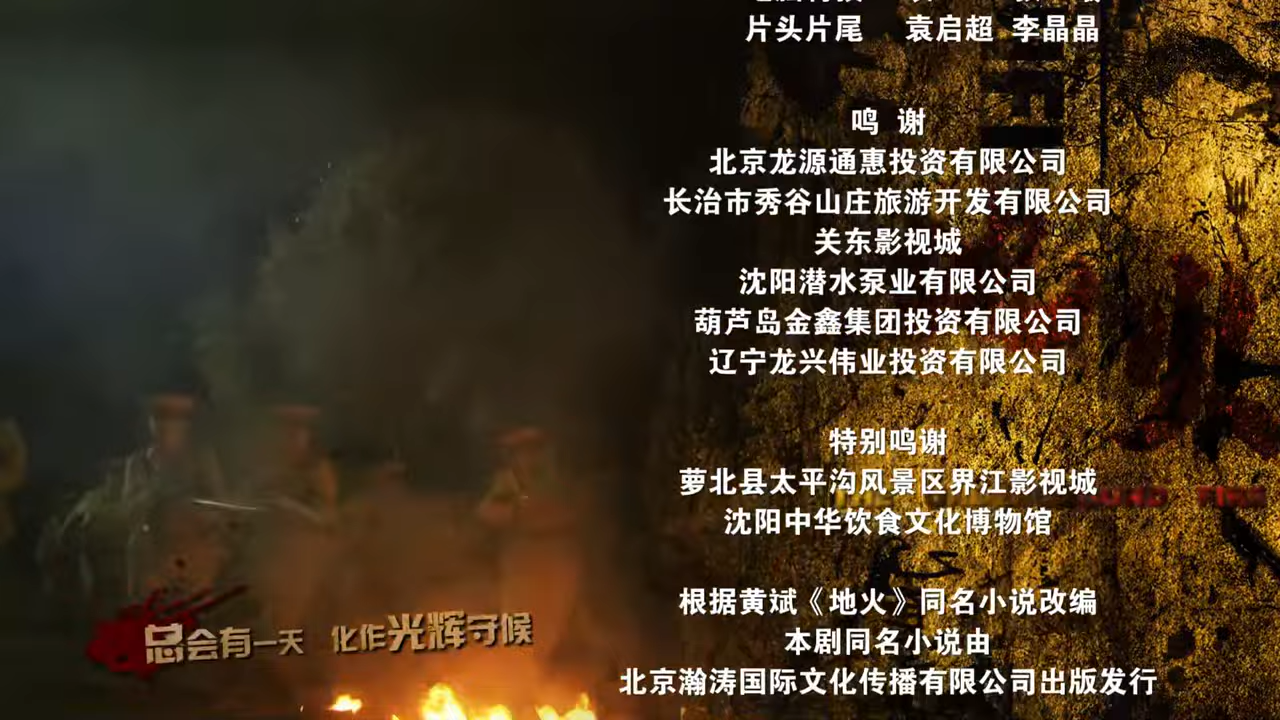 片头片尾 袁启超 李晶晶
鸣 谢
北京龙源通惠投资有限公司
长治市秀谷山庄旅游开发有限公司
关东影视城
沈阳潜水泵业有限公司
葫芦岛金鑫集团投资有限公司
辽宁龙兴伟业投资有限公司
特别鸣谢
萝北县太平沟风景区界江影视城
沈阳中华饮食文化博物馆
根据黄斌《地火》同名小说改编
本剧同名小说由
北京瀚涛国际文化传播有限公司出版发行
总会有一天 化作光辉守候